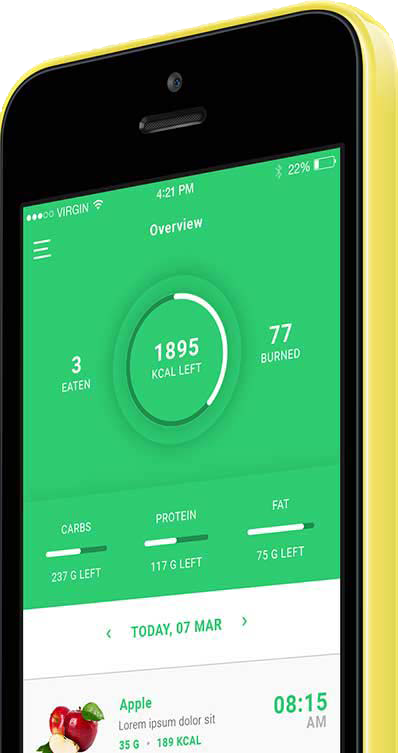 VIRGIN 4:21 PM 22%
Overview
3
EATEN
1895
KCAL LEFT
77
BURNED
CARBS
237 G LEFT
PROTEIN
117 G LEFT
FAT
75 G LEFT
‹ TODAY, 07 MAR ›
Apple
Lorem ipsum dolor sit
35 G • 189 KCAL
08:15
AM